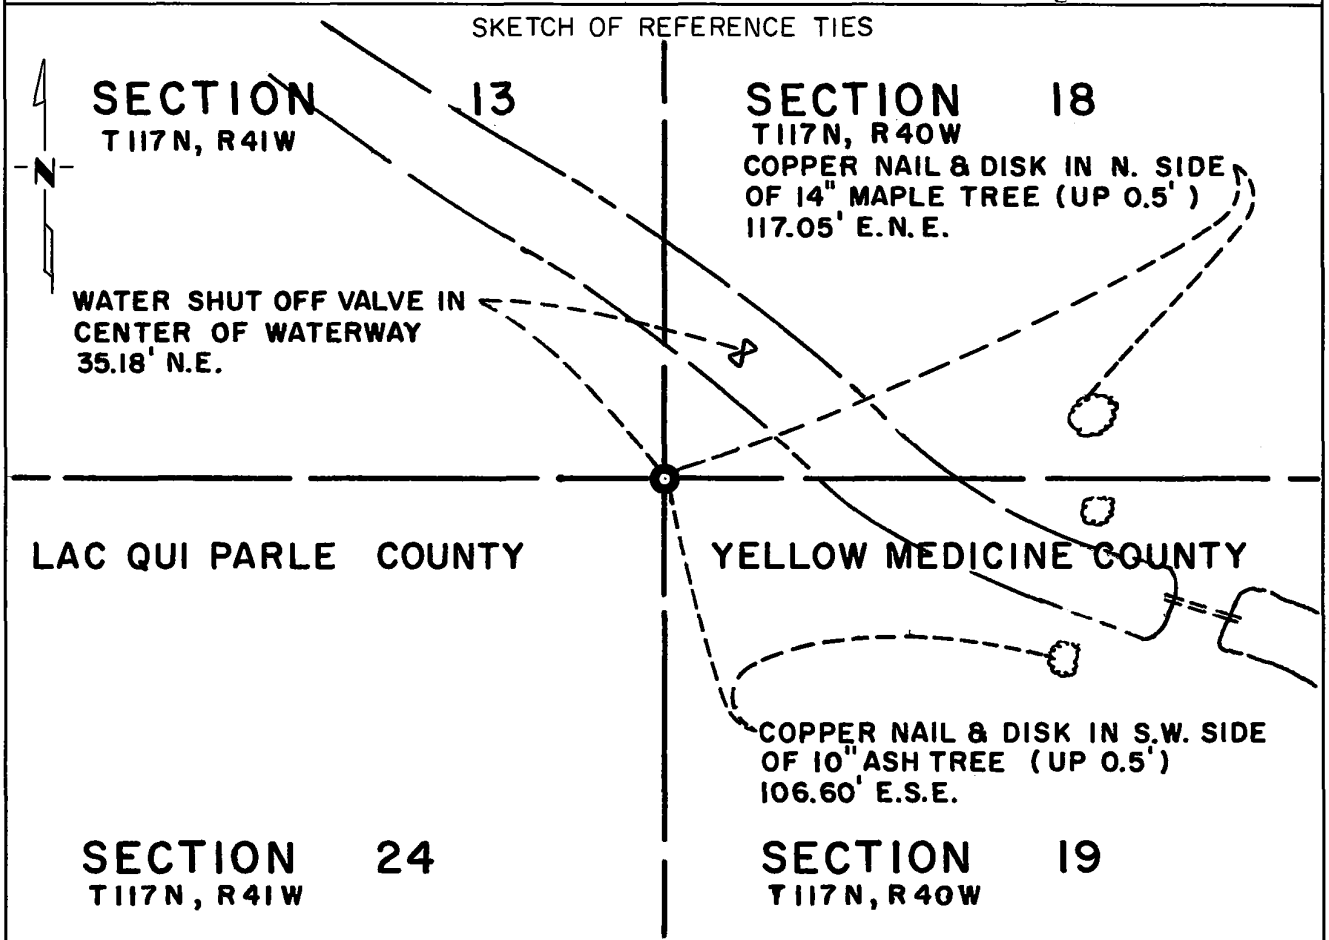 SKETCH OF REFERENCE TIES
SECTION 13
T117N, R41W
SECTION 18
T117N, R40W
COPPER NAIL & DISK IN N. SIDE
OF 14" MAPLE TREE (UP 0.5')
117.05' E.N.E.
N
WATER SHUT OFF VALVE IN
CENTER OF WATERWAY
35.18' N.E.
LAC QUI PARLE COUNTY
YELLOW MEDICINE COUNTY
COPPER NAIL & DISK IN S.W. SIDE
OF 10" ASH TREE (UP 0.5')
106.60' E.S.E.
SECTION 24
T117N, R41W
SECTION 19
T117N, R40W